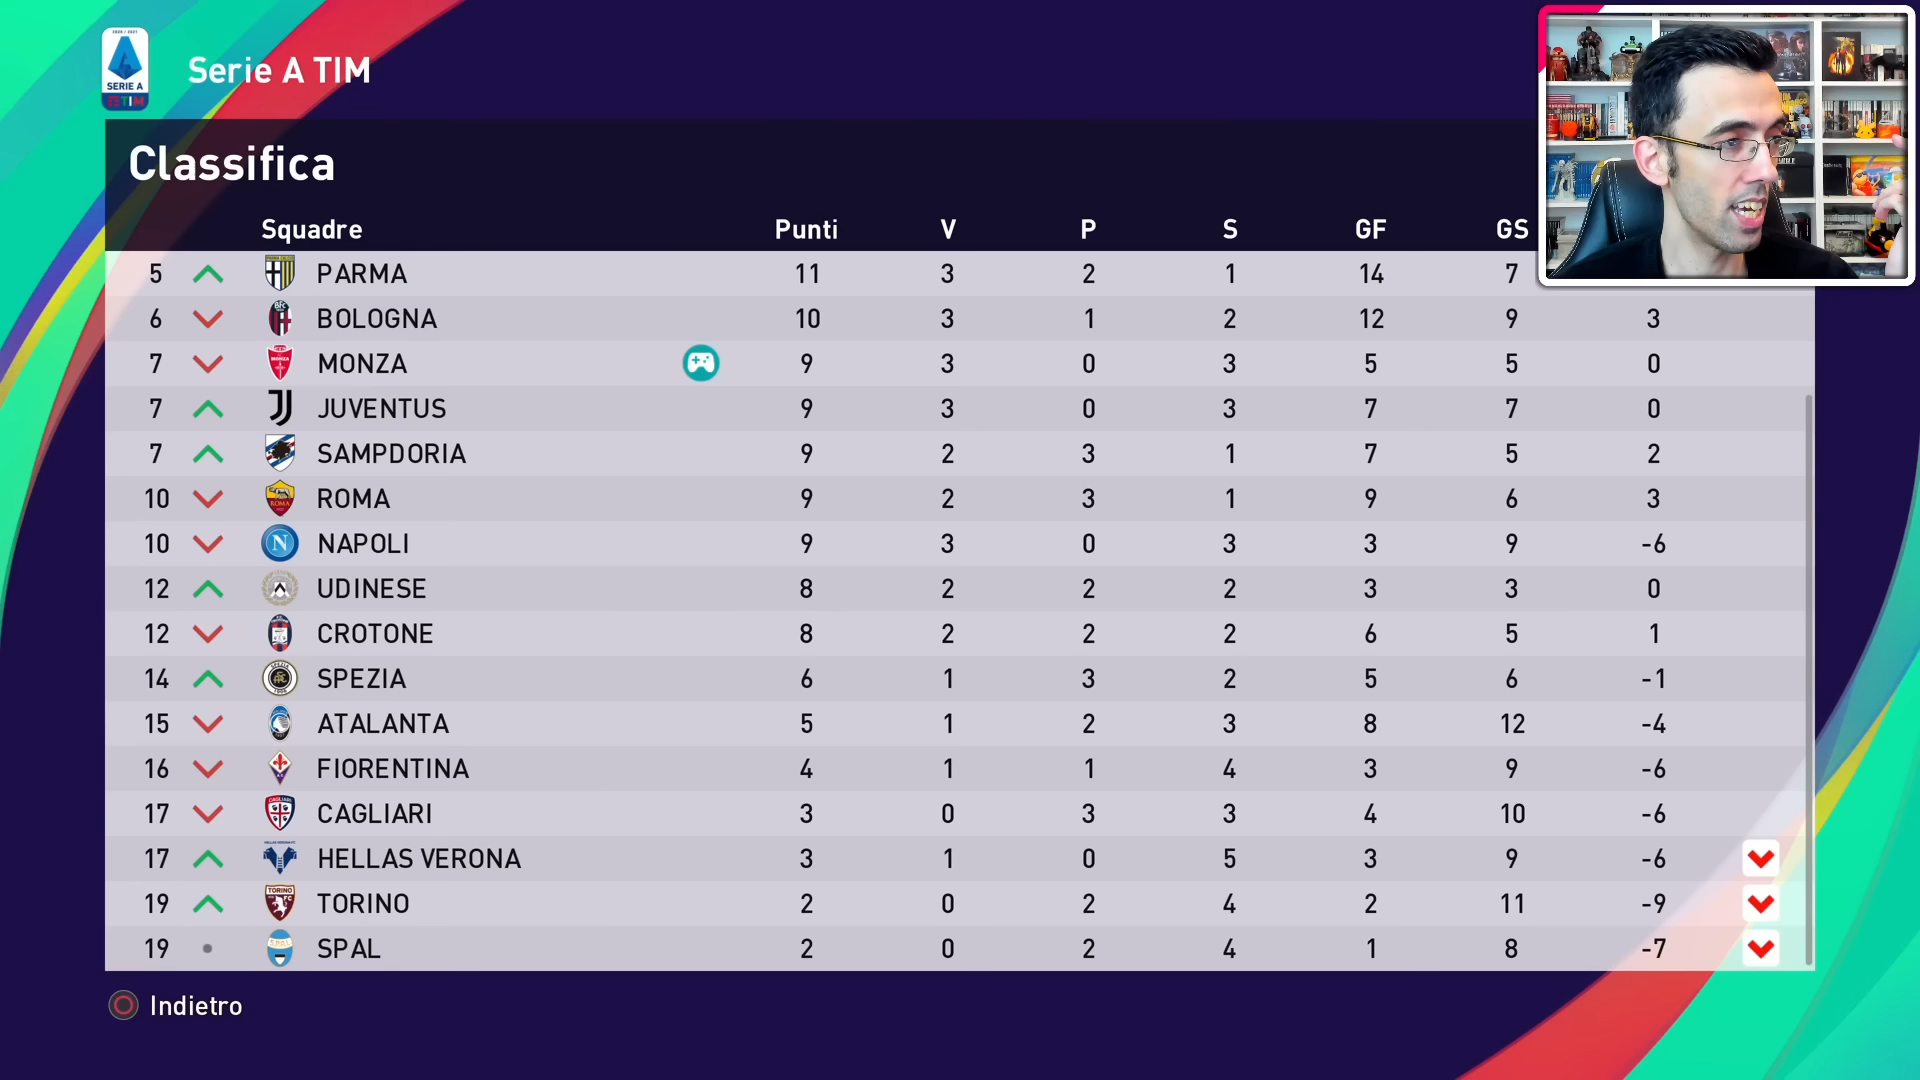 2020 / 2021
SERIE A
TIM
Serie A TIM
Classifica
Squadre Punti V P S GF GS
5 PARMA 11 3 2 1 14 7
6 BOLOGNA 10 3 1 2 12 9 3
7 MONZA 9 3 0 3 5 5 0
7 JUVENTUS 9 3 0 3 7 7 0
7 SAMPDORIA 9 2 3 1 7 5 2
10 ROMA 9 2 3 1 9 6 3
10 NAPOLI 9 3 0 3 3 9 -6
12 UDINESE 8 2 2 2 3 3 0
12 CROTONE 8 2 2 2 6 5 1
14 SPEZIA 6 1 3 2 5 6 -1
15 ATALANTA 5 1 2 3 8 12 -4
16 FIORENTINA 4 1 1 4 3 9 -6
17 CAGLIARI 3 0 3 3 4 10 -6
17 HELLAS VERONA 3 1 0 5 3 9 -6
19 TORINO 2 0 2 4 2 11 -9
19 SPAL 2 0 2 4 1 8 -7
Indietro